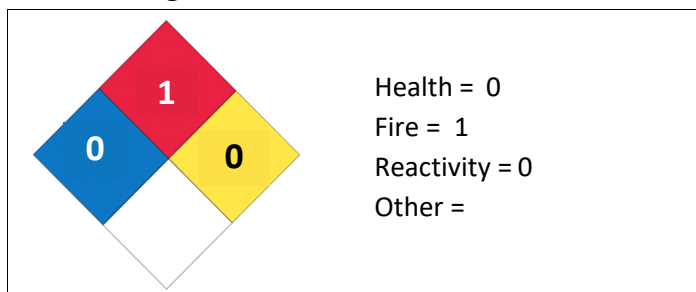 1
0
0
Health = 0
Fire = 1
Reactivity = 0
Other =